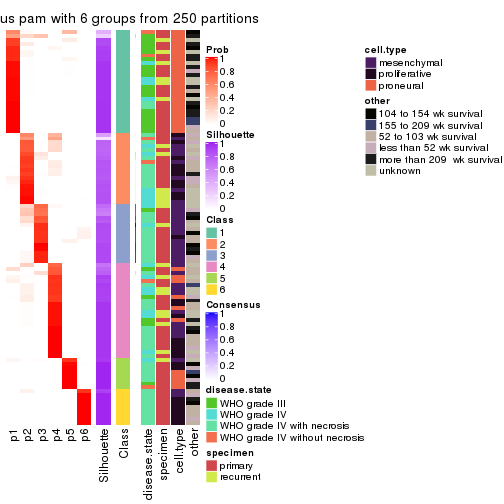 us pam with 6 groups from 250 partitions
p1
p2
p3
p4
p5
p6
Silhouette
Class
disease.state
specimen
cell.type
other
Prob
1
0.8
0.6
0.4
0.2
0
Silhouette
1
0.8
0.6
0.4
0.2
0
Class
1
2
3
4
5
6
Consensus
1
0.8
0.6
0.4
0.2
0
disease.state
WHO grade III
WHO grade IV
WHO grade IV with necrosis
WHO grade IV without necrosis
specimen
primary
recurrent
cell.type
mesenchymal
proliferative
proneural
other
104 to 154 wk survival
155 to 209 wk survival
52 to 103 wk survival
less than 52 wk survival
more than 209  wk survival
unknown